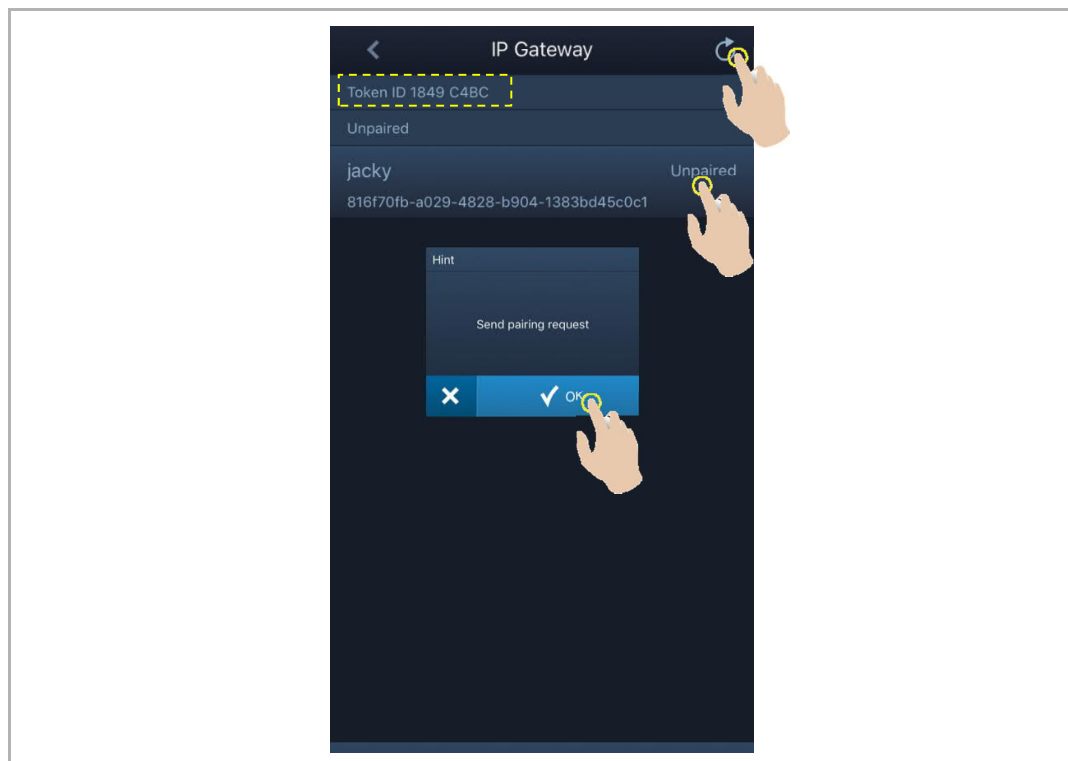 IP Gateway
Token ID 1849 C4BC
Unpaired
jacky Unpaired
816f70fb-a029-4828-b904-1383bd45c0c1
Hint
Send pairing request
OK